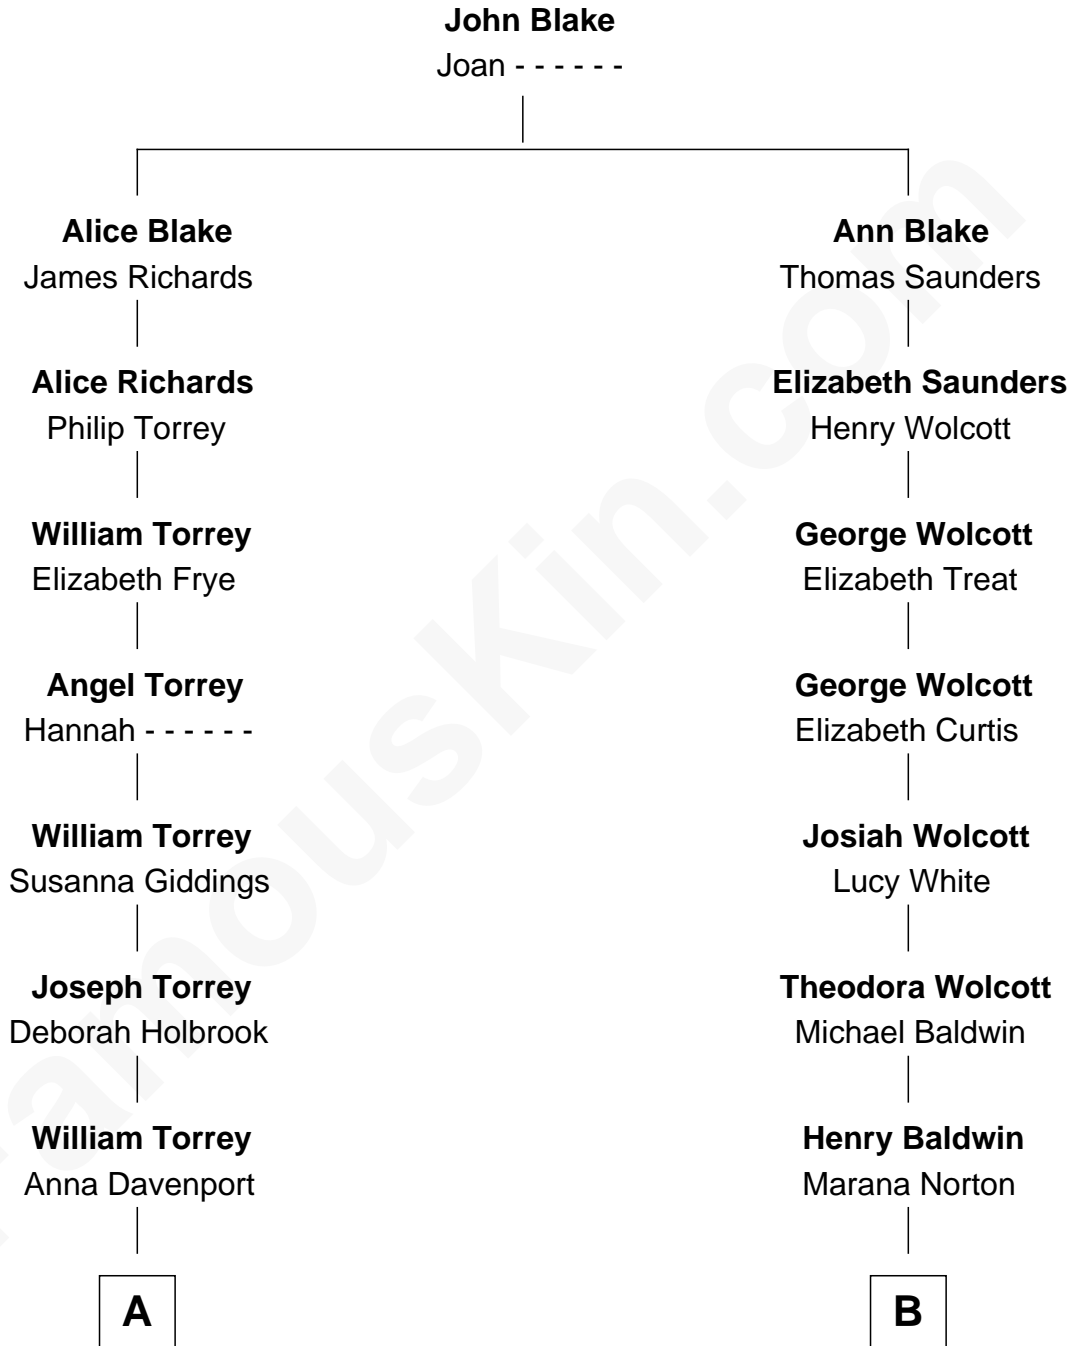 John Blake
Joan - - - - - -
Alice Blake
James Richards
Ann Blake
Thomas Saunders
Alice Richards
Philip Torrey
Elizabeth Saunders
Henry Wolcott
William Torrey
Elizabeth Frye
George Wolcott
Elizabeth Treat
Angel Torrey
Hannah - - - - - -
George Wolcott
Elizabeth Curtis
William Torrey
Susanna Giddings
Josiah Wolcott
Lucy White
Joseph Torrey
Deborah Holbrook
Theodora Wolcott
Michael Baldwin
William Torrey
Anna Davenport
Henry Baldwin
Marana Norton
A
B
FamousKin.com